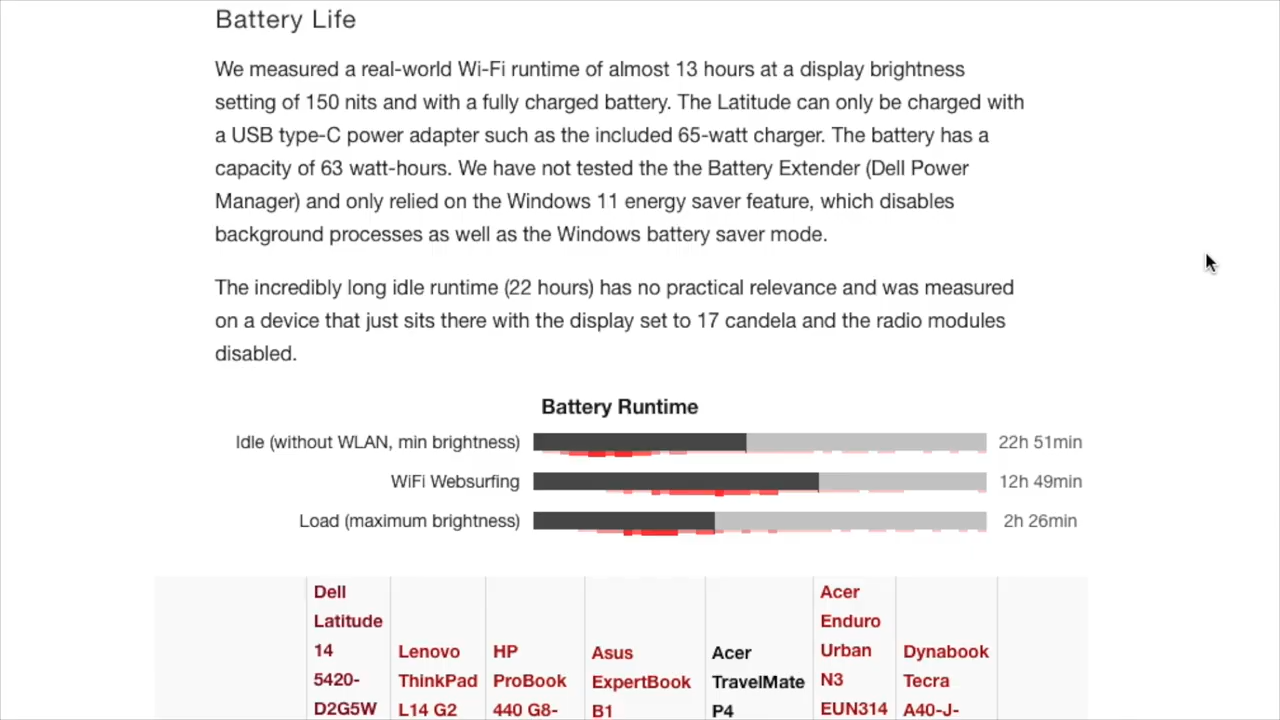 Battery Life
We measured a real-world Wi-Fi runtime of almost 13 hours at a display brightness
setting of 150 nits and with a fully charged battery. The Latitude can only be charged with
a USB type-C power adapter such as the included 65-watt charger. The battery has a
capacity of 63 watt-hours. We have not tested the the Battery Extender (Dell Power
Manager) and only relied on the Windows 11 energy saver feature, which disables
background processes as well as the Windows battery saver mode.
The incredibly long idle runtime (22 hours) has no practical relevance and was measured
on a device that just sits there with the display set to 17 candela and the radio modules
disabled.
Battery Runtime
Idle (without WLAN, min brightness) 22h 51min
WiFi Websurfing 12h 49min
Load (maximum brightness) 2h 26min
Dell
Latitude
14
5420-
D2G5W
Lenovo
ThinkPad
L14 G2
HP
ProBook
440 G8-
Asus
ExpertBook
B1
Acer
TravelMate
P4
Acer
Enduro
Urban
N3
EUN314
Dynabook
Tecra
A40-J-